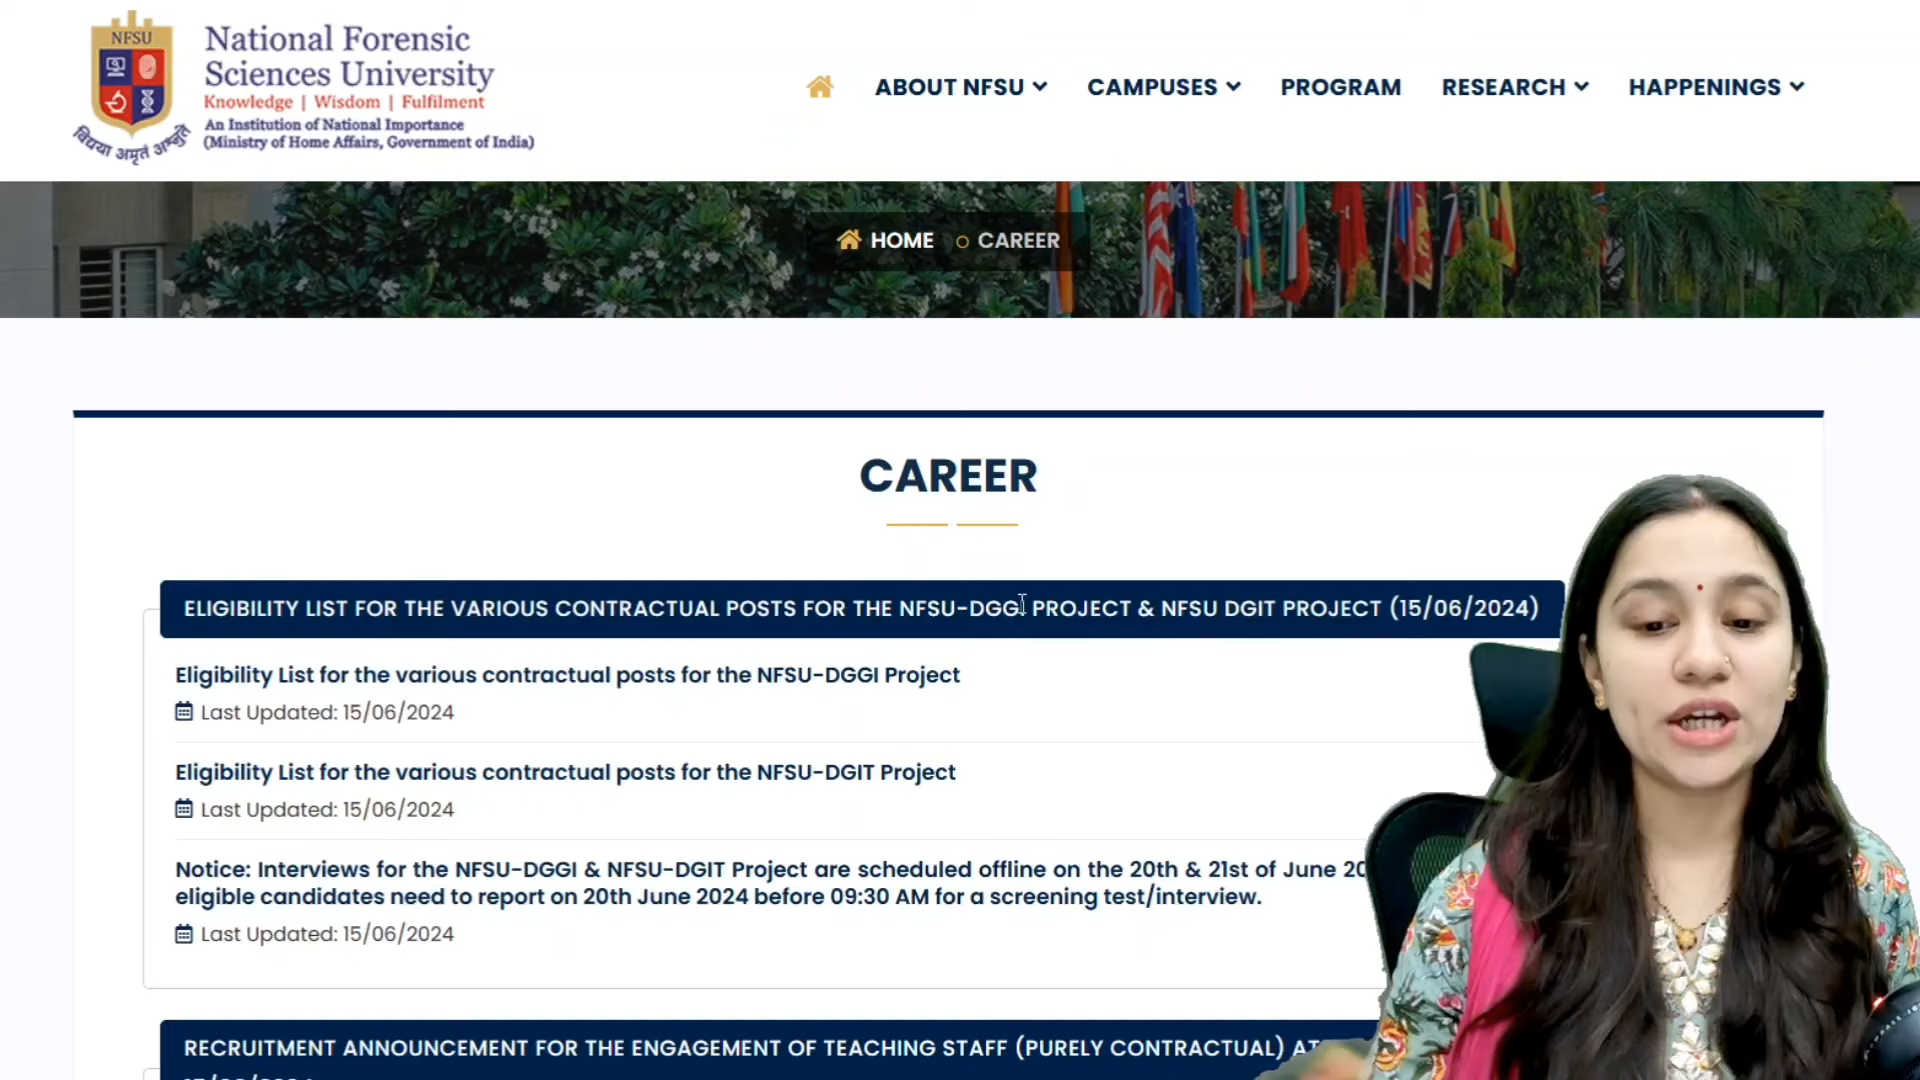 NFSU
विद्यया अमृतं अश्नुते
National Forensic
Sciences University
Knowledge | Wisdom | Fulfilment
An Institution of National Importance
(Ministry of Home Affairs, Government of India)
ABOUT NFSU
CAMPUSES
PROGRAM
RESEARCH
HAPPENINGS
HOME CAREER
CAREER
ELIGIBILITY LIST FOR THE VARIOUS CONTRACTUAL POSTS FOR THE NFSU-DGGI PROJECT & NFSU DGIT PROJECT (15/06/2024)
Eligibility List for the various contractual posts for the NFSU-DGGI Project
Last Updated: 15/06/2024
Eligibility List for the various contractual posts for the NFSU-DGIT Project
Last Updated: 15/06/2024
Notice: Interviews for the NFSU-DGGI & NFSU-DGIT Project are scheduled offline on the 20th & 21st of June 20
eligible candidates need to report on 20th June 2024 before 09:30 AM for a screening test/interview.
Last Updated: 15/06/2024
RECRUITMENT ANNOUNCEMENT FOR THE ENGAGEMENT OF TEACHING STAFF (PURELY CONTRACTUAL) AT